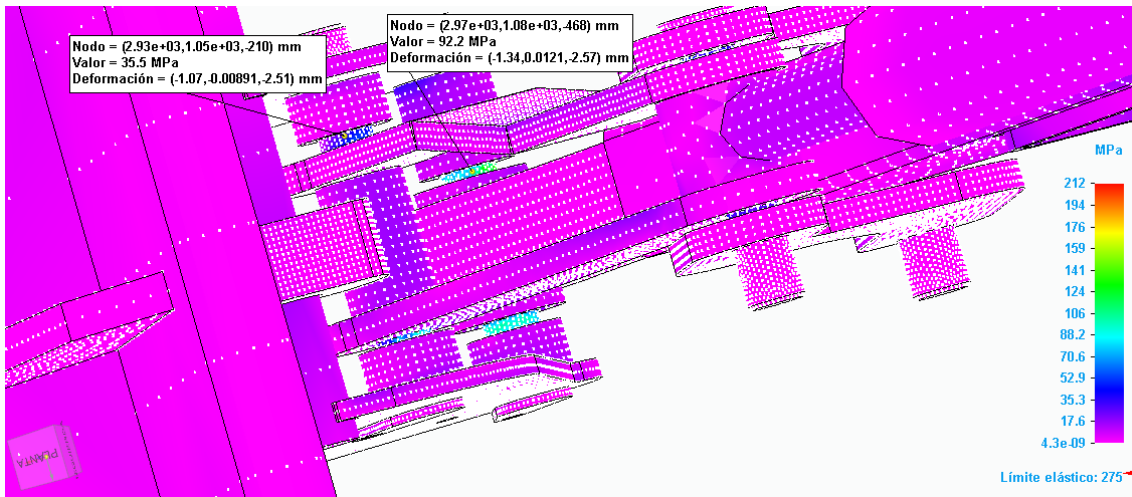 Nodo = (2.97e+03,1.08e+03,-468) mm
Valor = 92.2 MPa
Deformación = (-1.34,0.0121,-2.57) mm
Nodo = (2.93e+03,1.05e+03,-210) mm
Valor = 35.5 MPa
Deformación = (-1.07,-0.00891,-2.51) mm
MPa
212
194
176
159
141
124
106
88.2
70.6
52.9
35.3
17.6
4.3e-09
Límite elástico: 275
PLANTA